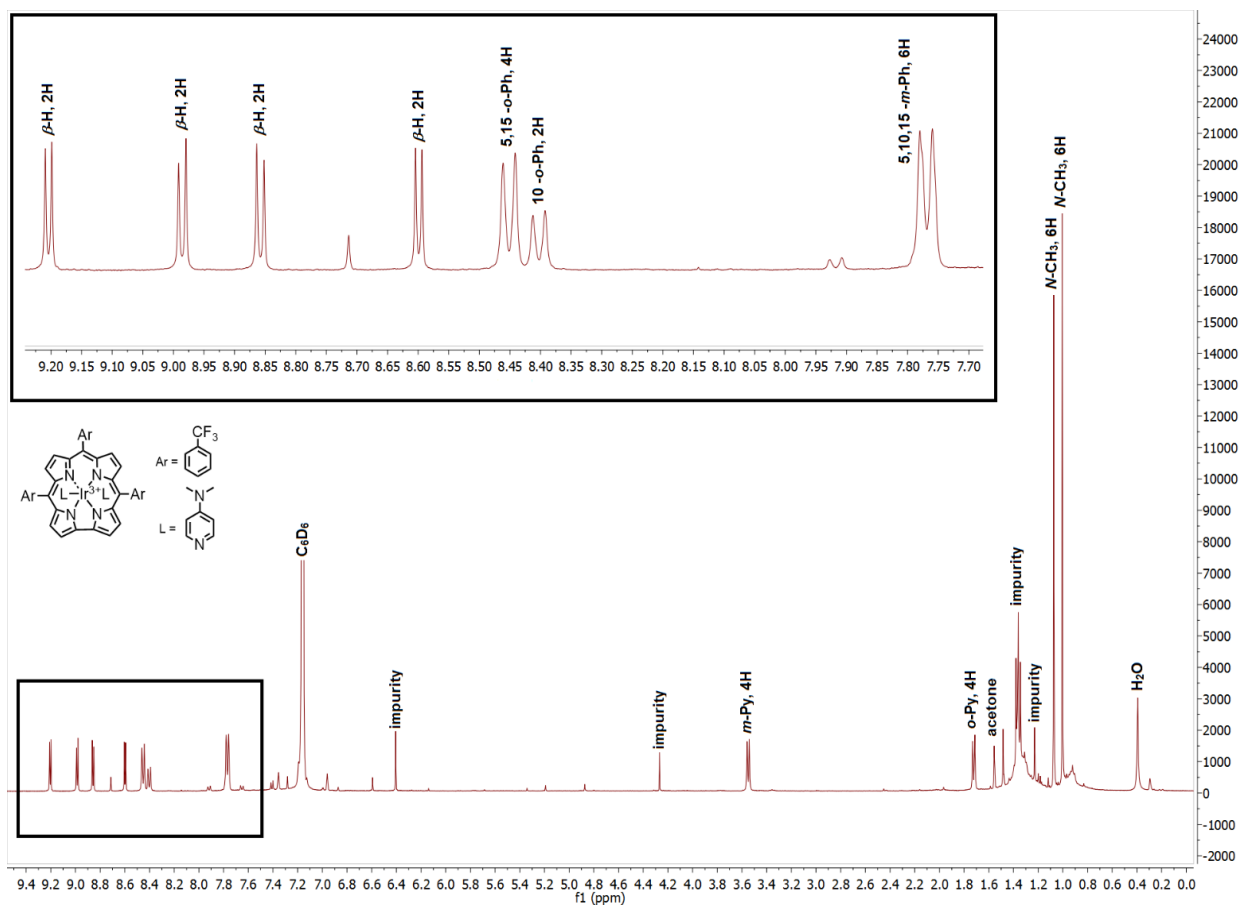 β-H, 2H
β-H, 2H
β-H, 2H
β-H, 2H
5,15 -o-Ph, 4H
10 -o-Ph, 2H
5,10,15 -m-Ph, 6H
9.20 9.15 9.10 9.05 9.00 8.95 8.90 8.85 8.80 8.75 8.70 8.65 8.60 8.55 8.50 8.45 8.40 8.35 8.30 8.25 8.20 8.15 8.10 8.05 8.00 7.95 7.90 7.85 7.80 7.75 7.70
N-CH3, 6H
N-CH3, 6H
Ar
Ar
Ar
N
N
L
Ir3+
L
N
N
Ar =
CF3
L =
N
N
C6D6
impurity
impurity
m-Py, 4H
o-Py, 4H
acetone
impurity
impurity
H2O
24000
23000
22000
21000
20000
19000
18000
17000
16000
15000
14000
13000
12000
11000
10000
9000
8000
7000
6000
5000
4000
3000
2000
1000
0
-1000
-2000
9.4 9.2 9.0 8.8 8.6 8.4 8.2 8.0 7.8 7.6 7.4 7.2 7.0 6.8 6.6 6.4 6.2 6.0 5.8 5.6 5.4 5.2 5.0 4.8 4.6 4.4 4.2 4.0 3.8 3.6 3.4 3.2 3.0 2.8 2.6 2.4 2.2 2.0 1.8 1.6 1.4 1.2 1.0 0.8 0.6 0.4 0.2 0.0
f1 (ppm)